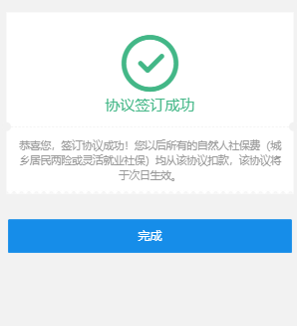 协议签订成功
恭喜您，签订协议成功！您以后所有的自然人社保费（城
乡居民两险或灵活就业社保）均从该协议扣款，该协议将
于次日生效。
完成